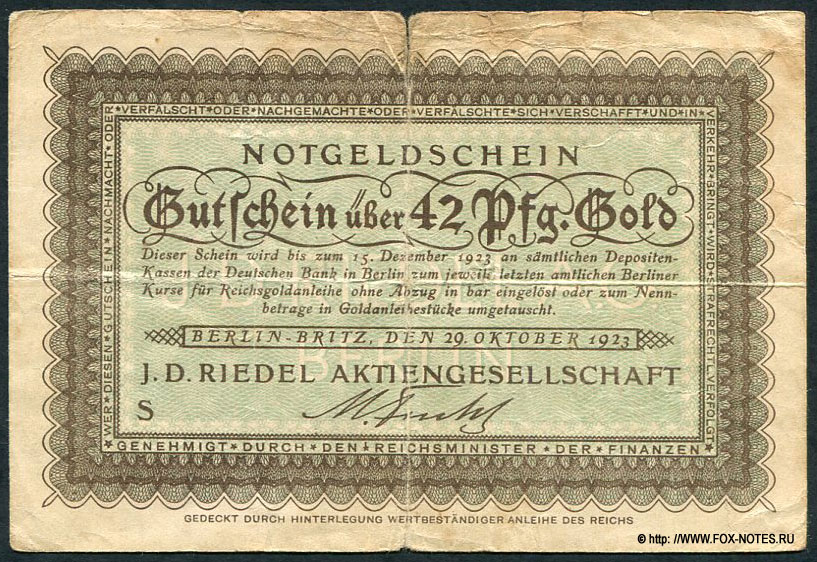 NOTGELDSCHEIN
Gutschein über 42 Pfg. Gold
Dieser Schein wird bis zum 15. Dezember 1923 an sämtlichen Depositen-
Kassen der Deutschen Bank in Berlin zum jeweils letzten amtlichen Berliner
Kurse für Reichsgoldanleihe ohne Abzug in bar eingelöst oder zum Nenn-
betrage in Goldanleihestücke umgetauscht.
BERLIN-BRITZ, DEN 29. OKTOBER 1923
J. D. RIEDEL AKTIENGESELLSCHAFT
S
WER*DIESEN*GUTSCHEIN*NACHMACHT*ODER
*VERFÄLSCHT*ODER*NACHGEMACHTE*ODER*VERFÄLSCHTE*SICH*VERSCHAFFT*UND*IN*
VERKEHR*BRINGT*WIRD*STRAFRECHTL.VERFOLGT*
*GENEHMIGT*DURCH*DEN*REICHSMINISTER*DER*FINANZEN*
BERLIN
GEDECKT DURCH HINTERLEGUNG WERTBESTÄNDIGER ANLEIHE DES REICHS
© http: //WWW.FOX-NOTES.RU